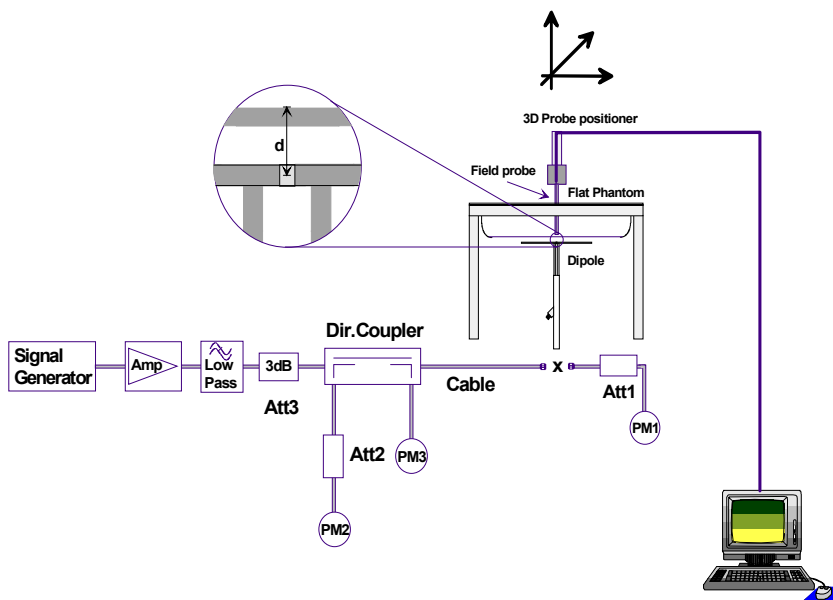 3D Probe positioner
d
Field probe
Flat Phantom
Dipole
Dir.Coupler
Signal
Generator
Amp
Low
Pass
3dB
Cable
x
Att1
Att3
PM1
Att2
PM3
PM2